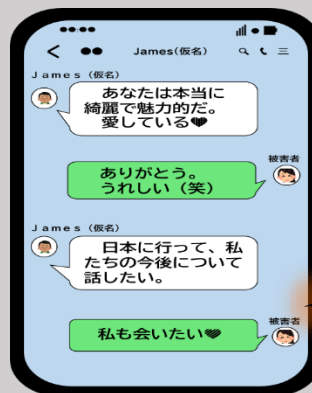 James(仮名)
James (仮名)
あなたは本当に
綺麗で魅力的だ。
愛している♥
被害者
ありがとう。
うれしい（笑）
James (仮名)
日本に行って、私
たちの今後について
話したい。
被害者
私も会いたい♥